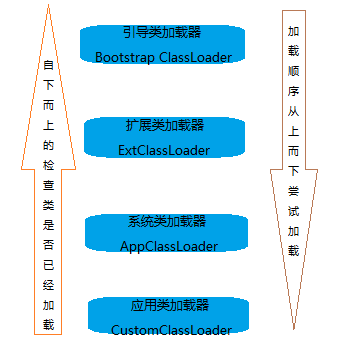 自下而上的检查类是否已经加载
引导类加载器
Bootstrap ClassLoader
扩展类加载器
ExtClassLoader
系统类加载器
AppClassLoader
应用类加载器
CustomClassLoader
加载顺序从上而下尝试加载